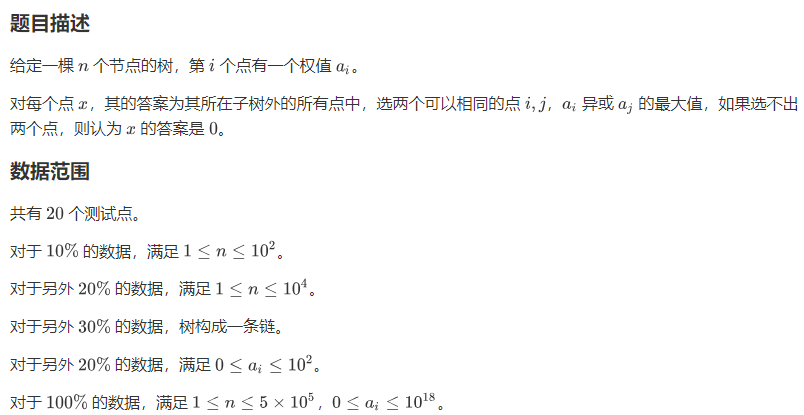 题目描述
给定一棵 n 个节点的树，第 i 个点有一个权值 a_i。
对每个点 x，其的答案为其所在子树外的所有点中，选两个可以相同的点 i, j，a_i 异或 a_j 的最大值，如果选不出
两个点，则认为 x 的答案是 0。
数据范围
共有 20 个测试点。
对于 10% 的数据，满足 1 ≤ n ≤ 10^2。
对于另外 20% 的数据，满足 1 ≤ n ≤ 10^4。
对于另外 30% 的数据，树构成一条链。
对于另外 20% 的数据，满足 0 ≤ a_i ≤ 10^2。
对于 100% 的数据，满足 1 ≤ n ≤ 5 × 10^5，0 ≤ a_i ≤ 10^18。